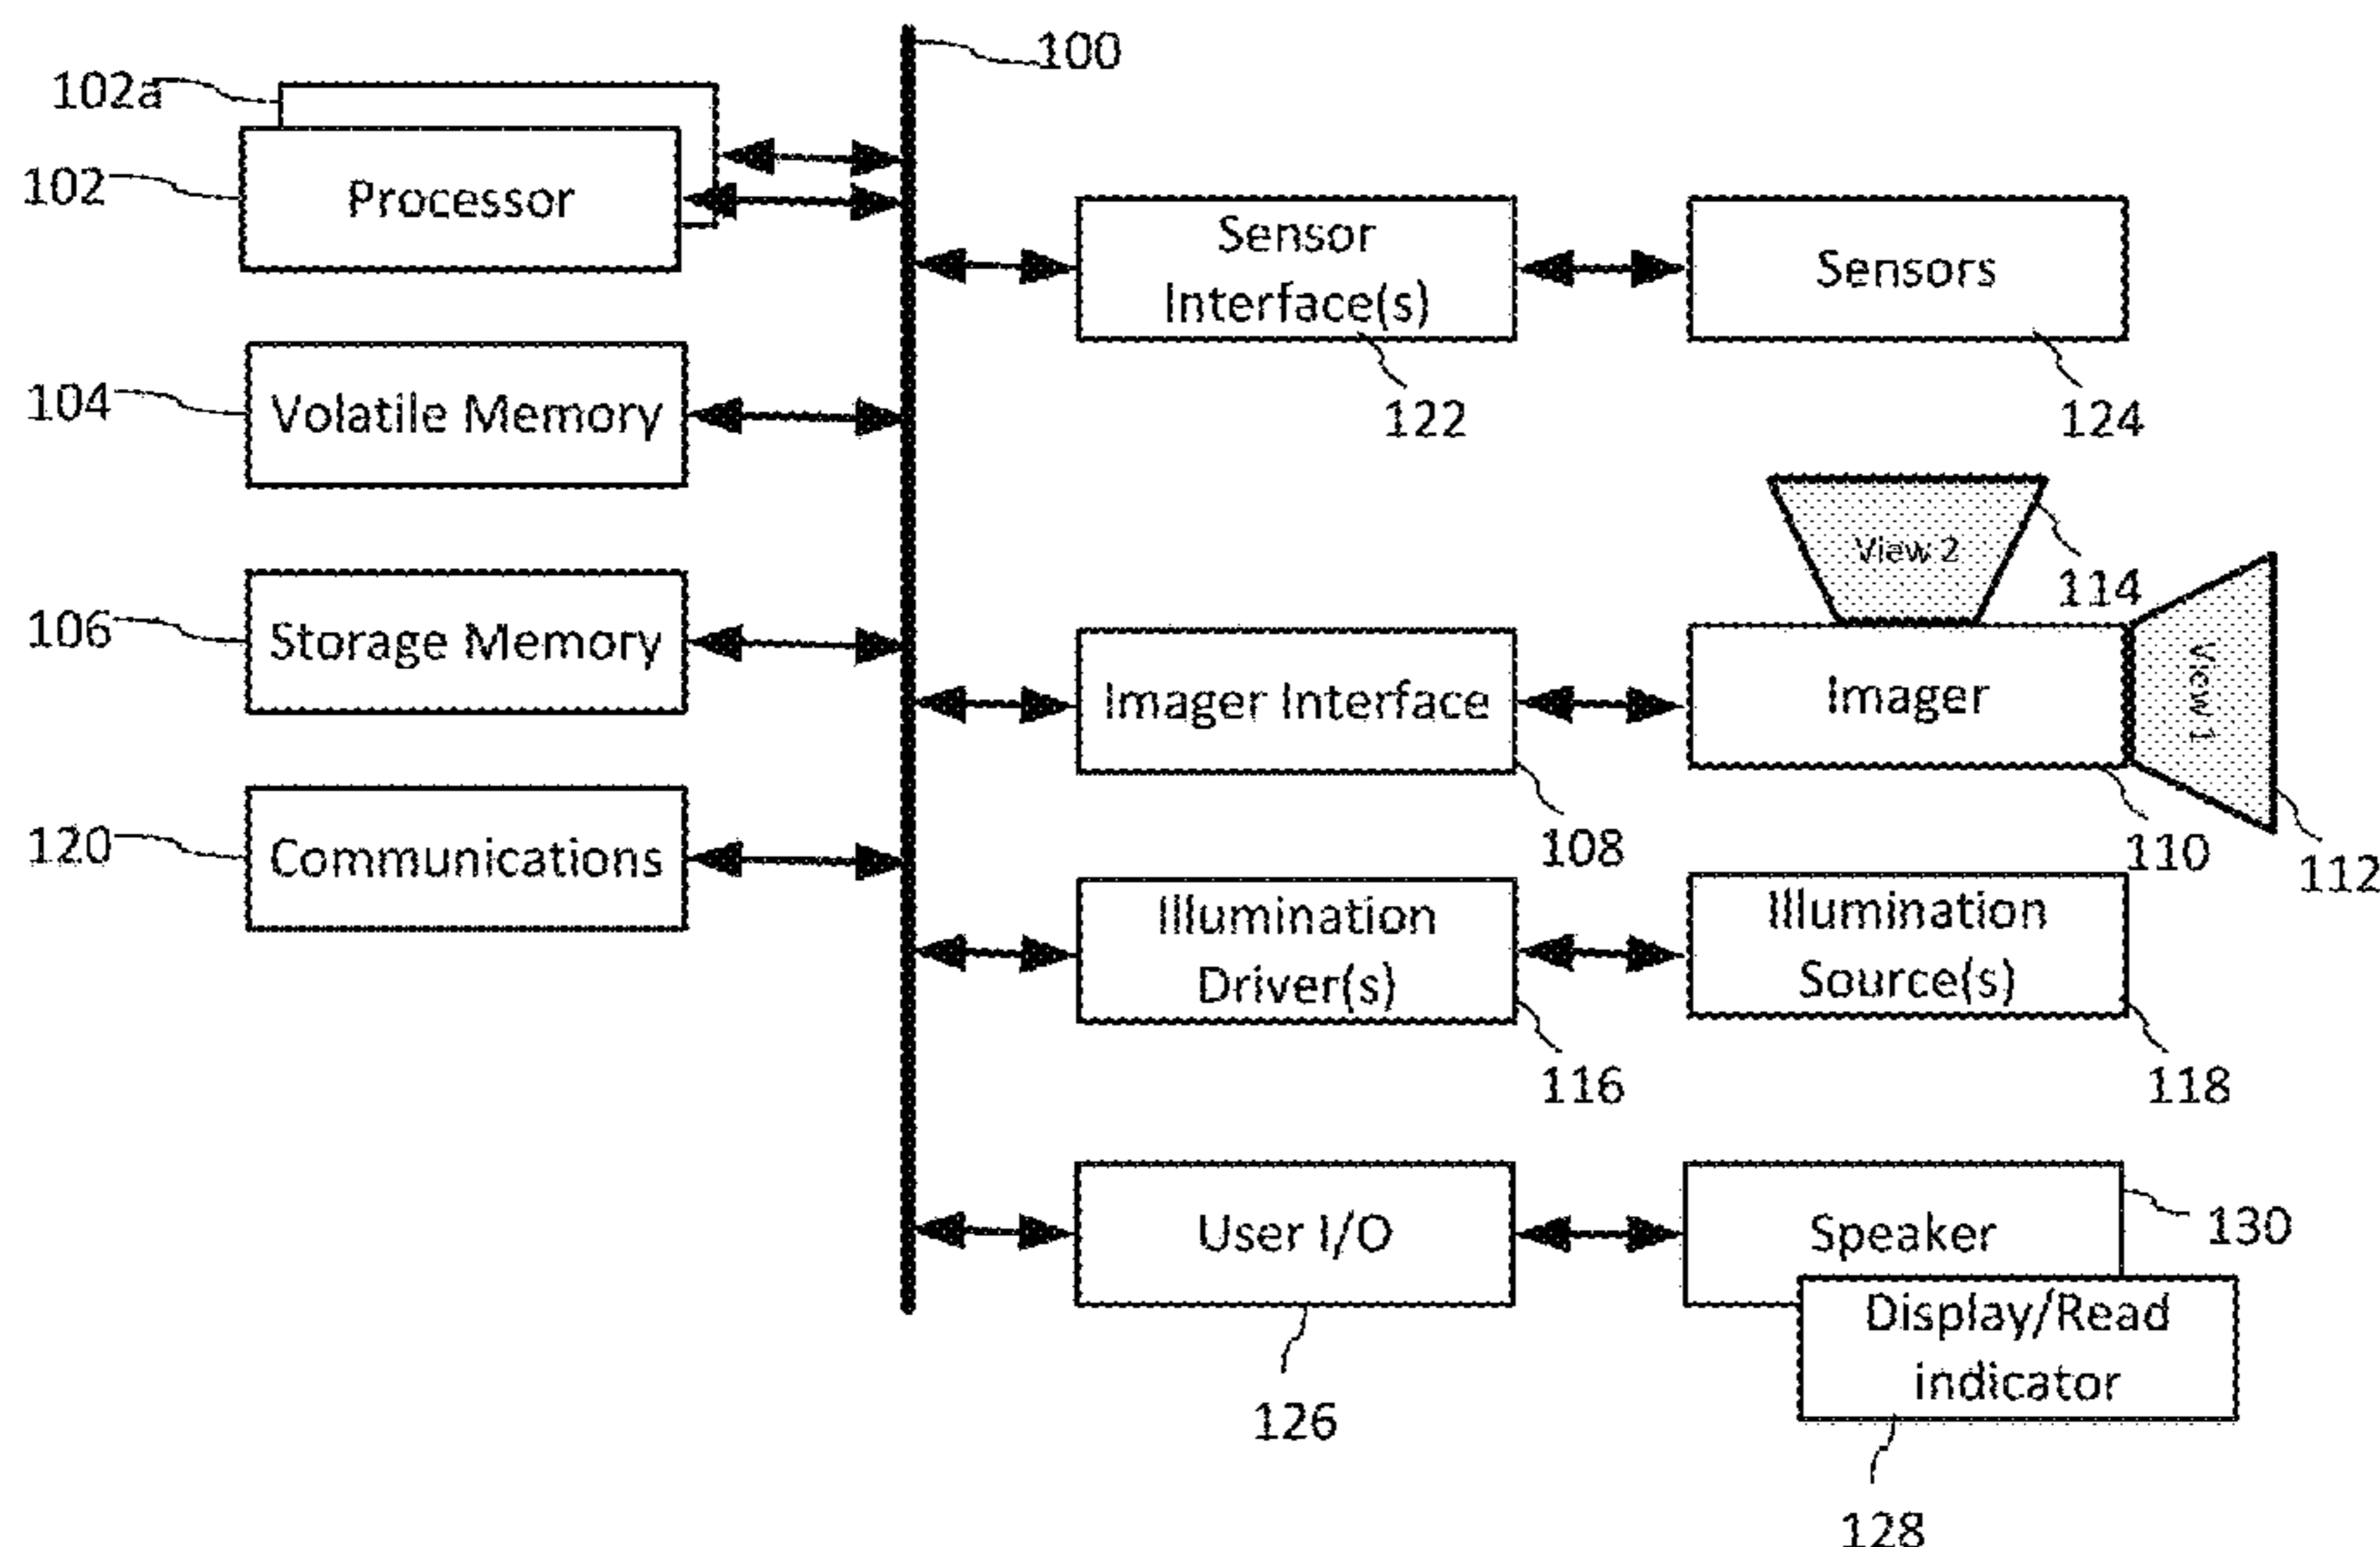 100
102a
102
Processor
Sensor
Interface(s)
122
Sensors
124
104
Volatile Memory
View 2
114
106
Storage Memory
Imager Interface
108
Imager
110
View 1
112
120
Communications
Illumination
Driver(s)
116
Illumination
Source(s)
118
User I/O
126
Speaker
130
Display/Read
indicator
128